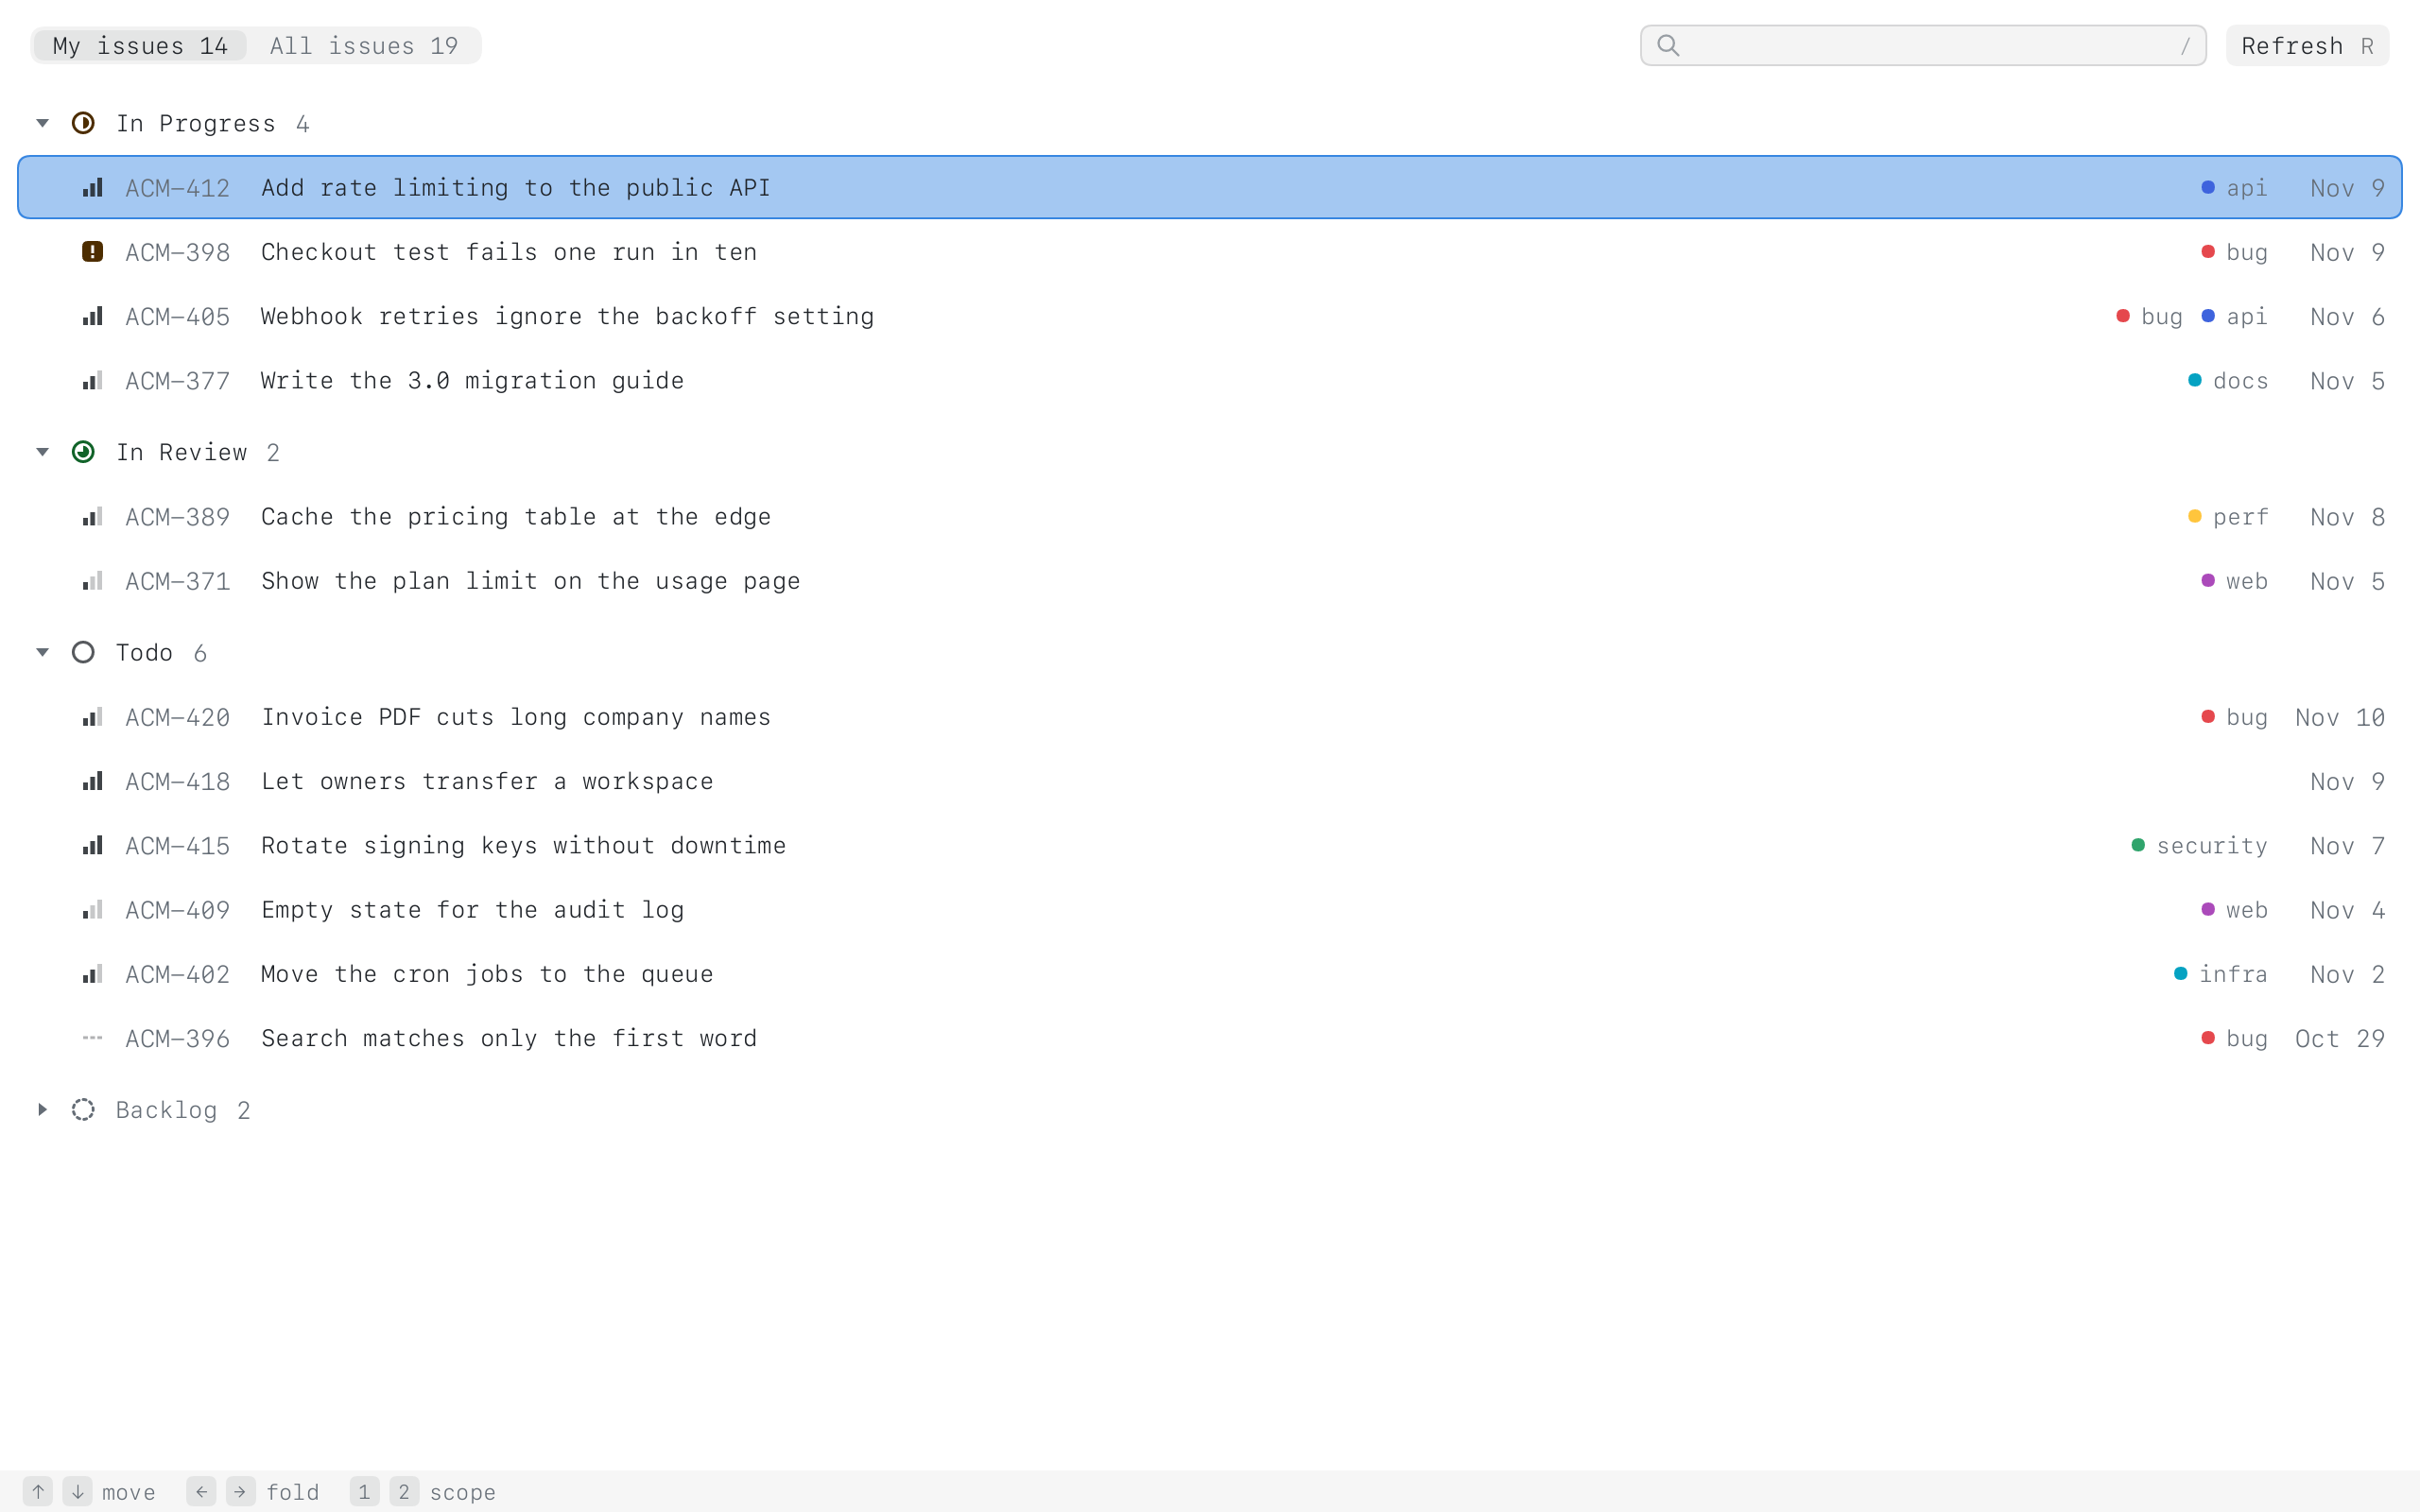 My issues 14 All issues 19 / Refresh R
In Progress 4
ACM-412 Add rate limiting to the public API api Nov 9
ACM-398 Checkout test fails one run in ten bug Nov 9
ACM-405 Webhook retries ignore the backoff setting bug api Nov 6
ACM-377 Write the 3.0 migration guide docs Nov 5
In Review 2
ACM-389 Cache the pricing table at the edge perf Nov 8
ACM-371 Show the plan limit on the usage page web Nov 5
Todo 6
ACM-420 Invoice PDF cuts long company names bug Nov 10
ACM-418 Let owners transfer a workspace Nov 9
ACM-415 Rotate signing keys without downtime security Nov 7
ACM-409 Empty state for the audit log web Nov 4
ACM-402 Move the cron jobs to the queue infra Nov 2
ACM-396 Search matches only the first word bug Oct 29
Backlog 2
↑ ↓ move ← → fold 1 2 scope